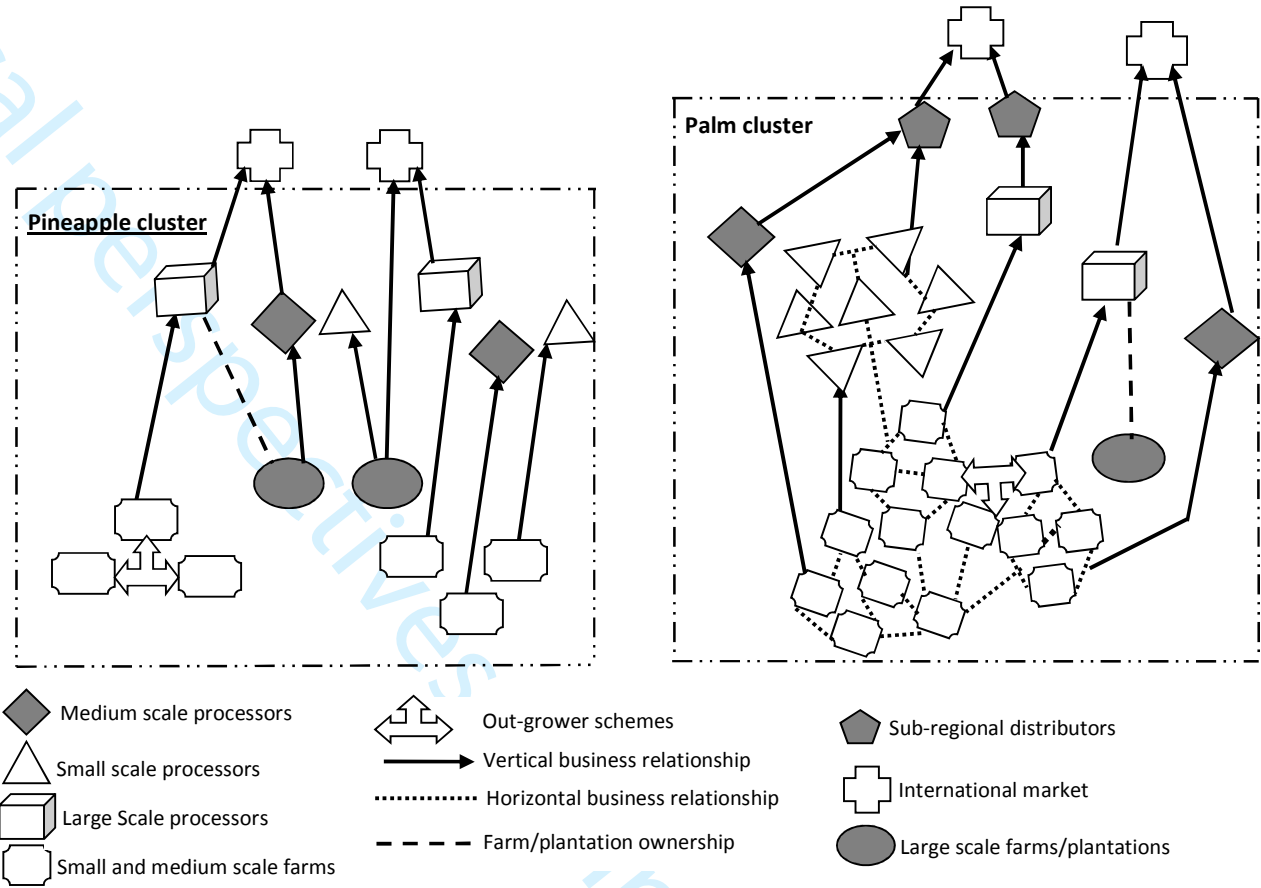 Pineapple cluster
Palm cluster
Medium scale processors
Small scale processors
Large Scale processors
Small and medium scale farms
Out-grower schemes
Vertical business relationship
Horizontal business relationship
Farm/plantation ownership
Sub-regional distributors
International market
Large scale farms/plantations
perspectives